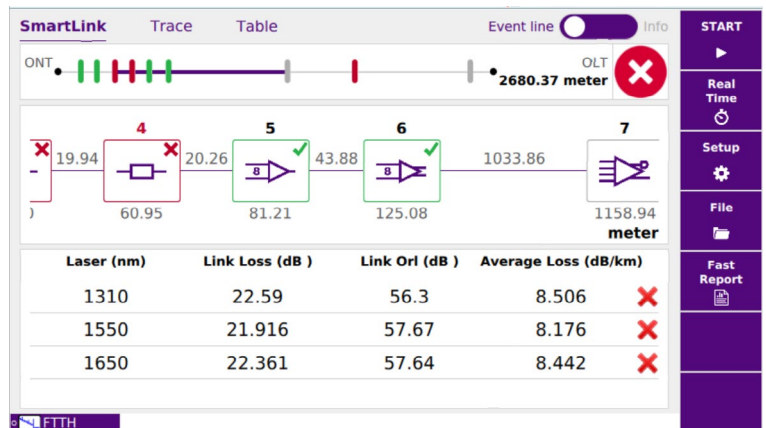 SmartLink Trace Table Event line Info
ONT OLT
2680.37 meter
4 5 6 7
19.94 20.26 43.88 1033.86
8 8
60.95 81.21 125.08 1158.94
meter
Laser (nm) Link Loss (dB ) Link Orl (dB ) Average Loss (dB/km)
1310 22.59 56.3 8.506
1550 21.916 57.67 8.176
1650 22.361 57.64 8.442
START
Real
Time
Setup
File
Fast
Report
FTTH